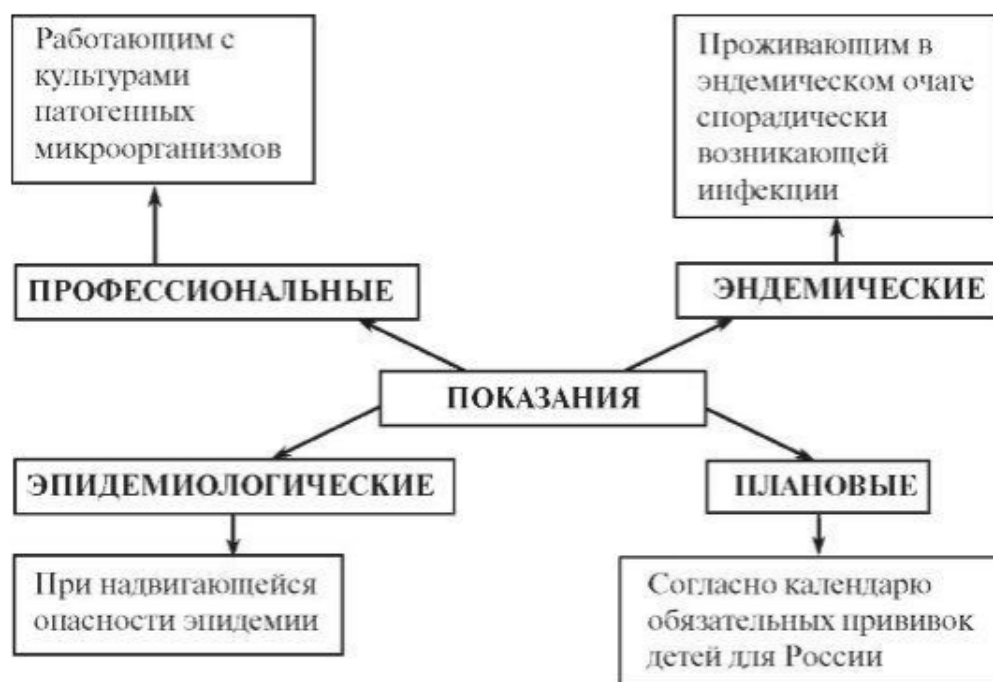 Работающим с
культурами
патогенных
микроорганизмов
Проживающим в
эндемическом очаге
спорадически
возникающей
инфекции
ПРОФЕССИОНАЛЬНЫЕ
ЭНДЕМИЧЕСКИЕ
ПОКАЗАНИЯ
ЭПИДЕМИОЛОГИЧЕСКИЕ
ПЛАНОВЫЕ
При надвигающейся
опасности эпидемии
Согласно календарю
обязательных прививок
детей для России